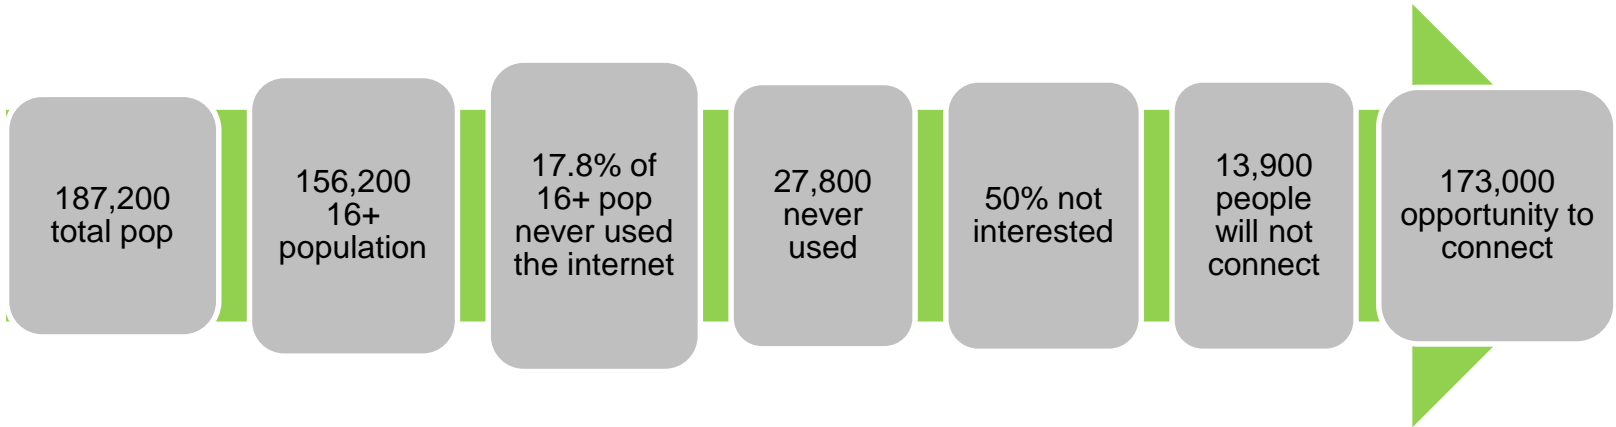 187,200
total pop
156,200
16+
population
17.8% of
16+ pop
never used
the internet
27,800
never
used
50% not
interested
13,900
people
will not
connect
173,000
opportunity to
connect